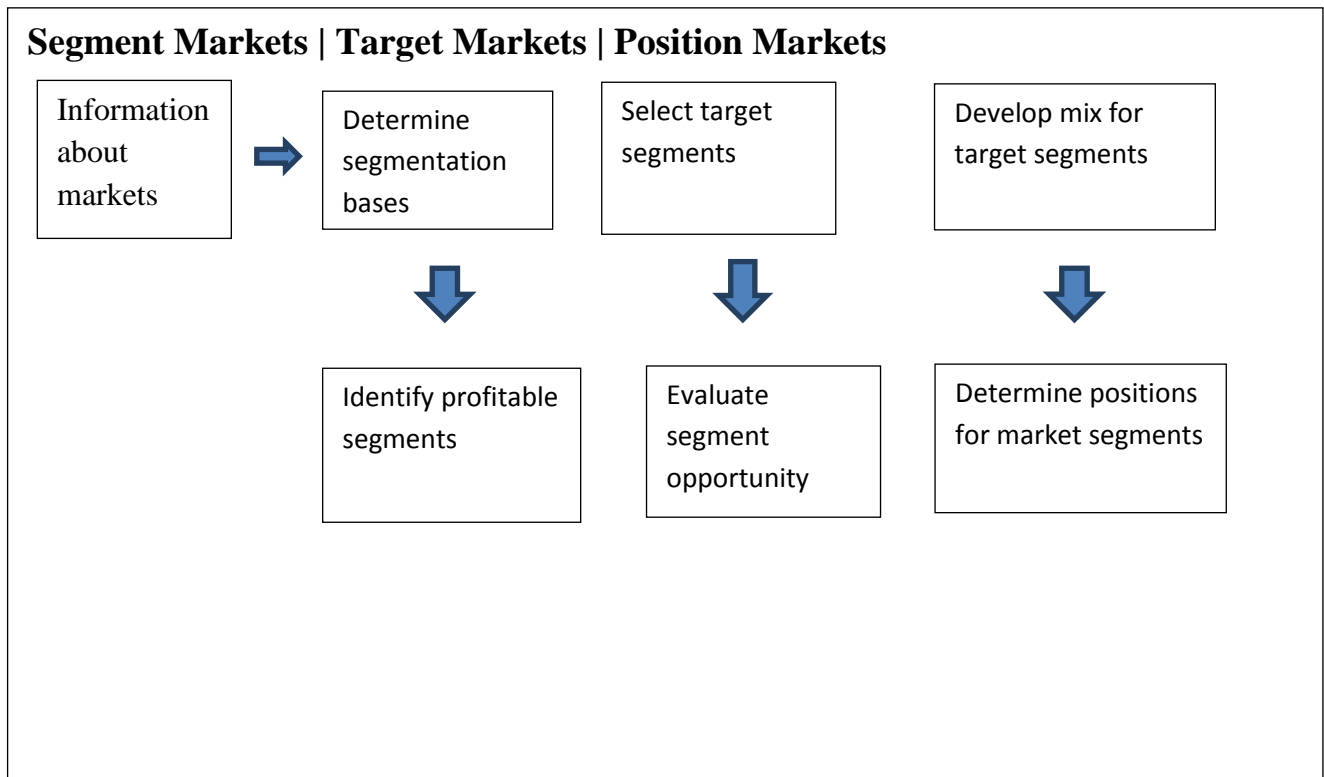 Segment Markets | Target Markets | Position Markets
Information
about
markets
Determine
segmentation
bases
Select target
segments
Develop mix for
target segments
Identify profitable
segments
Evaluate
segment
opportunity
Determine positions
for market segments